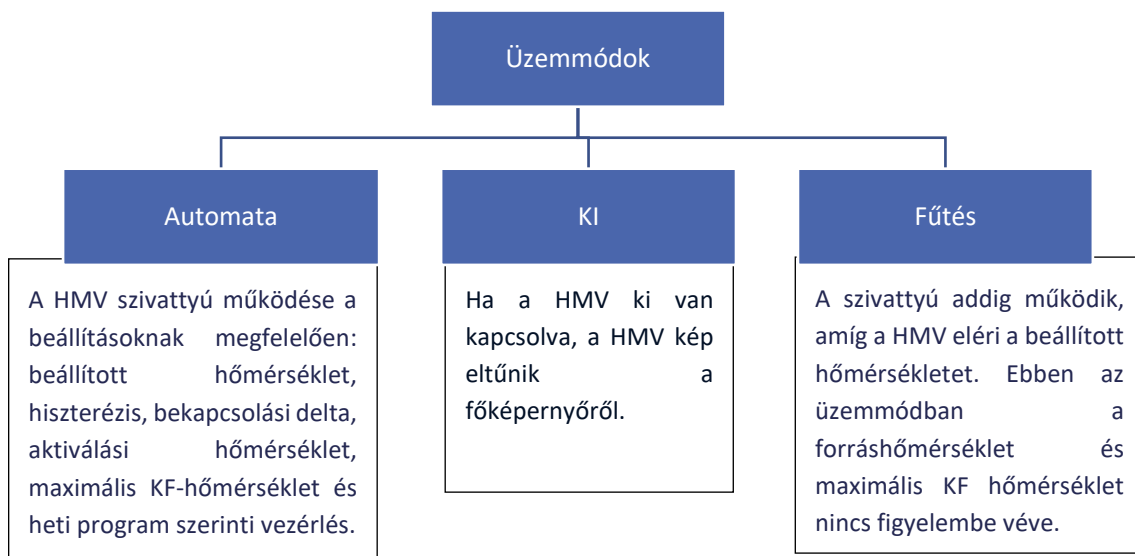 Üzemmódok
Automata
A HMV szivattyú működése a
beállításoknak megfelelően:
beállított hőmérséklet,
hiszterézis, bekapcsolási delta,
aktiválási hőmérséklet,
maximális KF-hőmérséklet és
heti program szerinti vezérlés.
KI
Ha a HMV ki van
kapcsolva, a HMV kép
eltűnik a
főképernyőről.
Fűtés
A szivattyú addig működik,
amíg a HMV eléri a beállított
hőmérsékletet. Ebben az
üzemmódban a
forráshőmérséklet és
maximális KF hőmérséklet
nincs figyelembe véve.